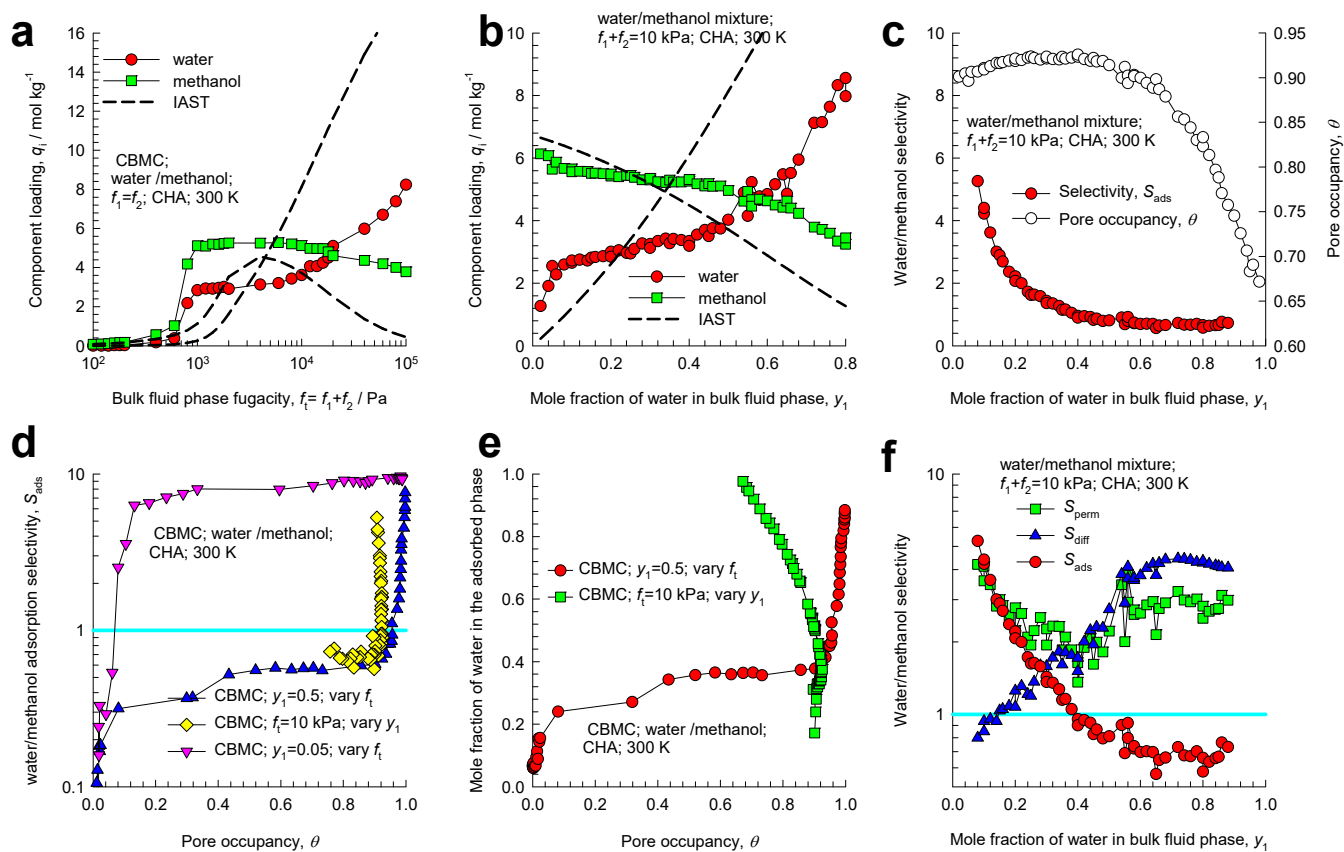 a
16
14
12
10
8
6
4
2
0
Component loading, qᵢ / mol kg⁻¹
water
methanol
IAST
CBMC;
water /methanol;
f₁=f₂; CHA; 300 K
10² 10³ 10⁴ 10⁵
Bulk fluid phase fugacity, fₜ= f₁+f₂ / Pa
b
10
8
6
4
2
0
Component loading, qᵢ / mol kg⁻¹
water/methanol mixture;
f₁+f₂=10 kPa; CHA; 300 K
water
methanol
IAST
0.0 0.2 0.4 0.6 0.8
Mole fraction of water in bulk fluid phase, y₁
c
10
8
6
4
2
0
Water/methanol selectivity
water/methanol mixture;
f₁+f₂=10 kPa; CHA; 300 K
Selectivity, Sads
Pore occupancy, θ
0.95
0.90
0.85
0.80
0.75
0.70
0.65
0.60
Pore occupancy, θ
0.0 0.2 0.4 0.6 0.8 1.0
Mole fraction of water in bulk fluid phase, y₁
d
10
1
0.1
water/methanol adsorption selectivity, Sads
CBMC; water /methanol;
CHA; 300 K
CBMC; y₁=0.5; vary fₜ
CBMC; fₜ=10 kPa; vary y₁
CBMC; y₁=0.05; vary fₜ
0.0 0.2 0.4 0.6 0.8 1.0
Pore occupancy, θ
e
1.0
0.8
0.6
0.4
0.2
0.0
Mole fraction of water in the adsorbed phase
CBMC; y₁=0.5; vary fₜ
CBMC; fₜ=10 kPa; vary y₁
CBMC; water /methanol;
CHA; 300 K
0.0 0.2 0.4 0.6 0.8 1.0
Pore occupancy, θ
f
10
1
Water/methanol selectivity
water/methanol mixture;
f₁+f₂=10 kPa; CHA; 300 K
Sperm
Sdiff
Sads
0.0 0.2 0.4 0.6 0.8 1.0
Mole fraction of water in bulk fluid phase, y₁